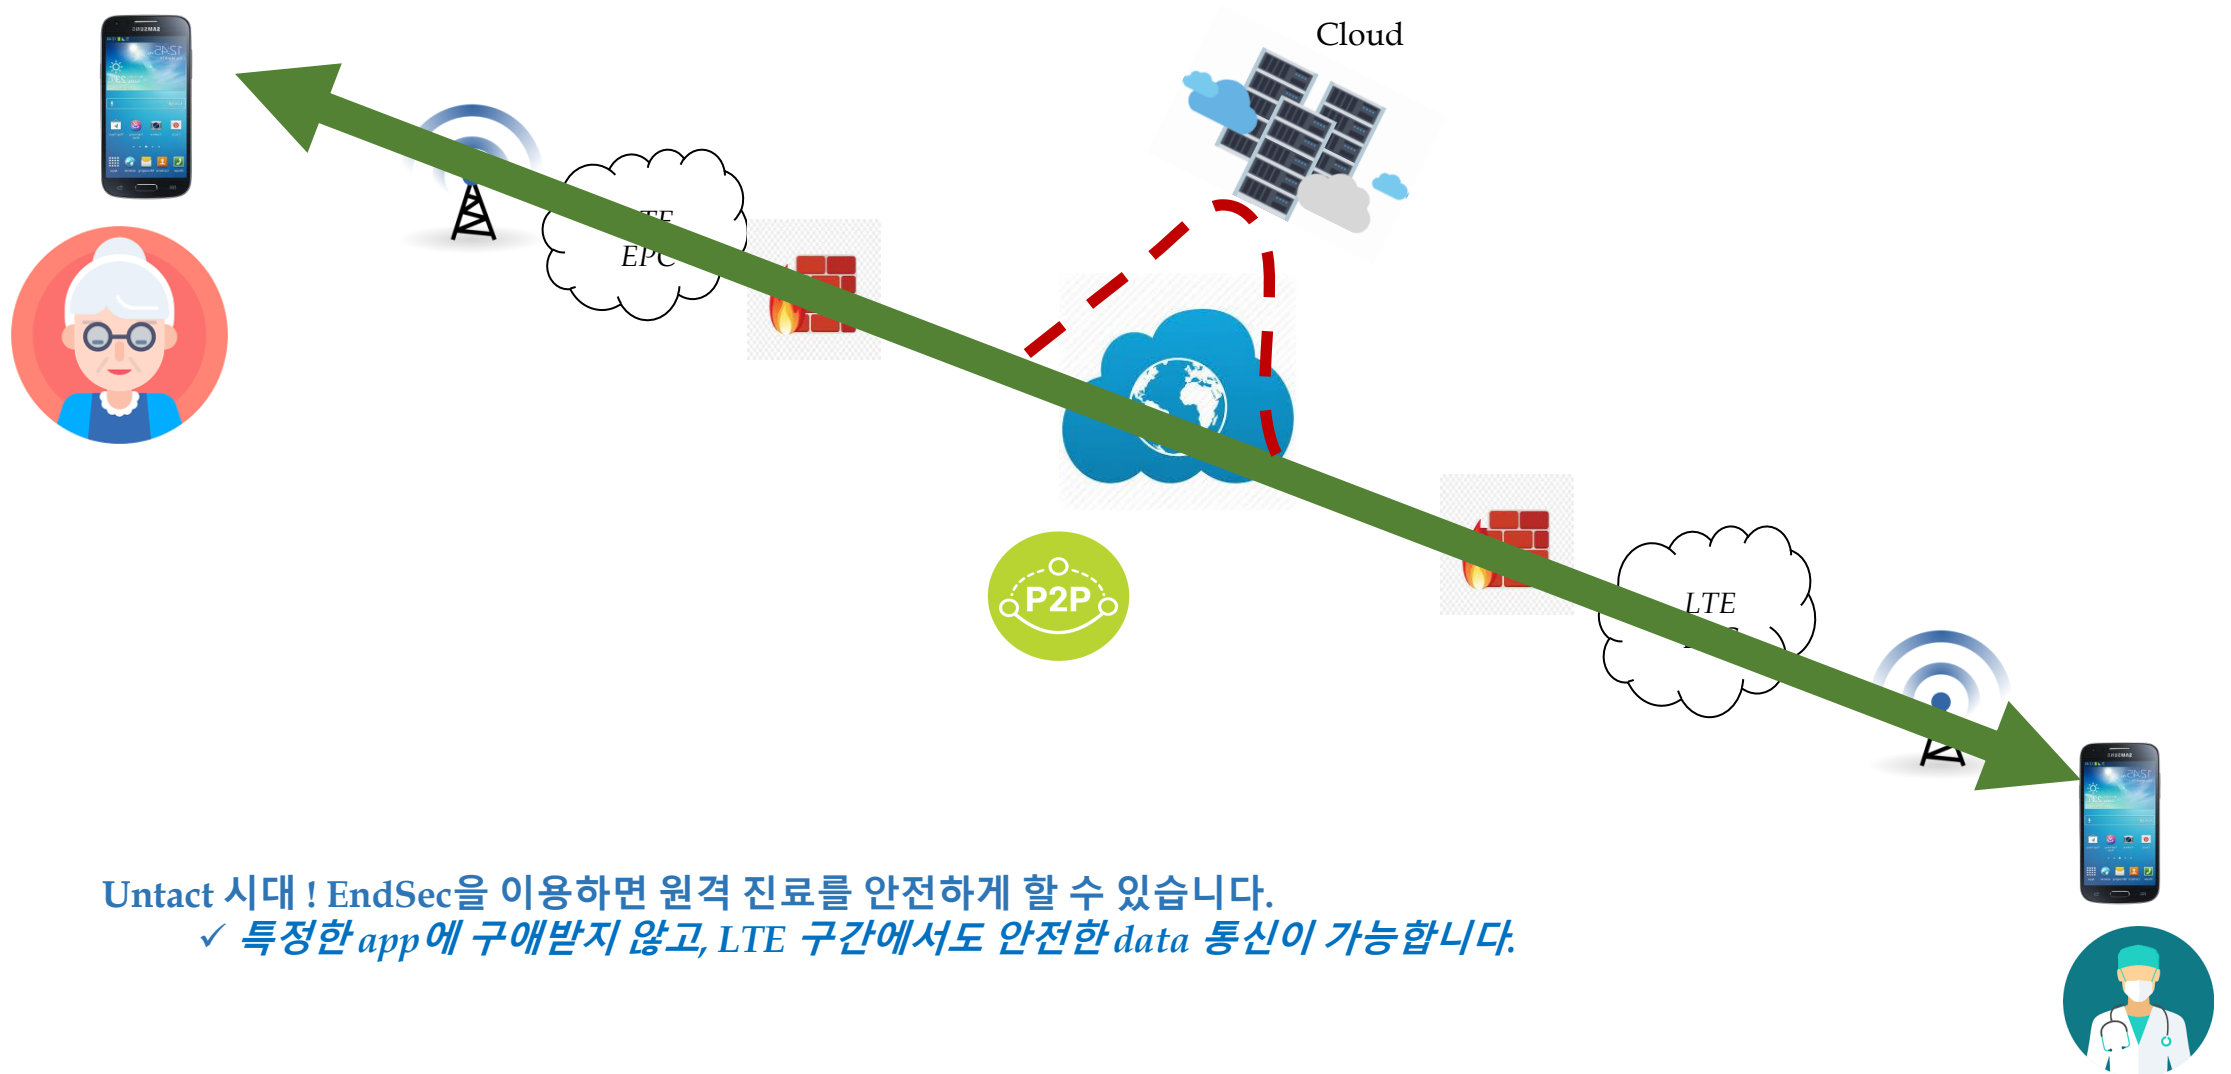 Cloud
EPC
P2P
LTE
Untact 시대 ! EndSec을 이용하면 원격 진료를 안전하게 할 수 있습니다.
✓ 특정한 app에 구애받지 않고, LTE 구간에서도 안전한 data 통신이 가능합니다.